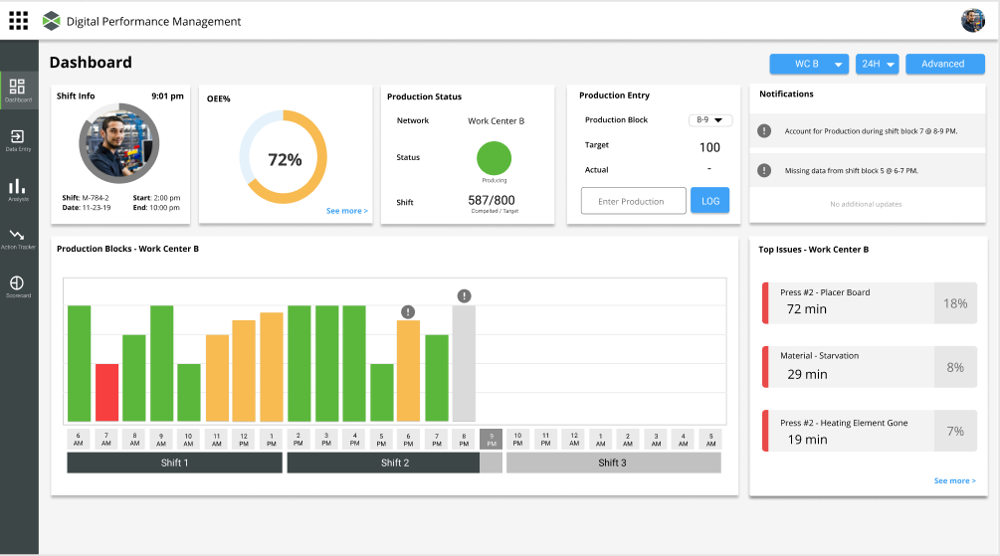 Digital Performance Management
Dashboard
WC B
24H
Advanced
Dashboard
Data Entry
Analysis
Action Tracker
Scorecard
Shift Info
9:01 pm
Shift: M-784-2
Start: 2:00 pm
Date: 11-23-19
End: 10:00 pm
OEE%
72%
See more >
Production Status
Network
Work Center B
Status
Producing
Shift
587/800
Compelted / Target
Production Entry
Production Block
8-9
Target
100
Actual
-
Enter Production
LOG
Notifications
! Account for Production during shift block 7 @ 8-9 PM.
! Missing data from shift block 5 @ 6-7 PM.
No additional updates
Production Blocks - Work Center B
!
!
6 7 8 9 10 11 12 1 2 3 4 5 6 7 8 9 10 11 12 1 2 3 4 5
AM AM AM AM AM AM PM PM PM PM PM PM PM PM PM PM PM PM AM AM AM AM AM AM
Shift 1
Shift 2
Shift 3
Top Issues - Work Center B
Press #2 - Placer Board
72 min
18%
Material - Starvation
29 min
8%
Press #2 - Heating Element Gone
19 min
7%
See more >